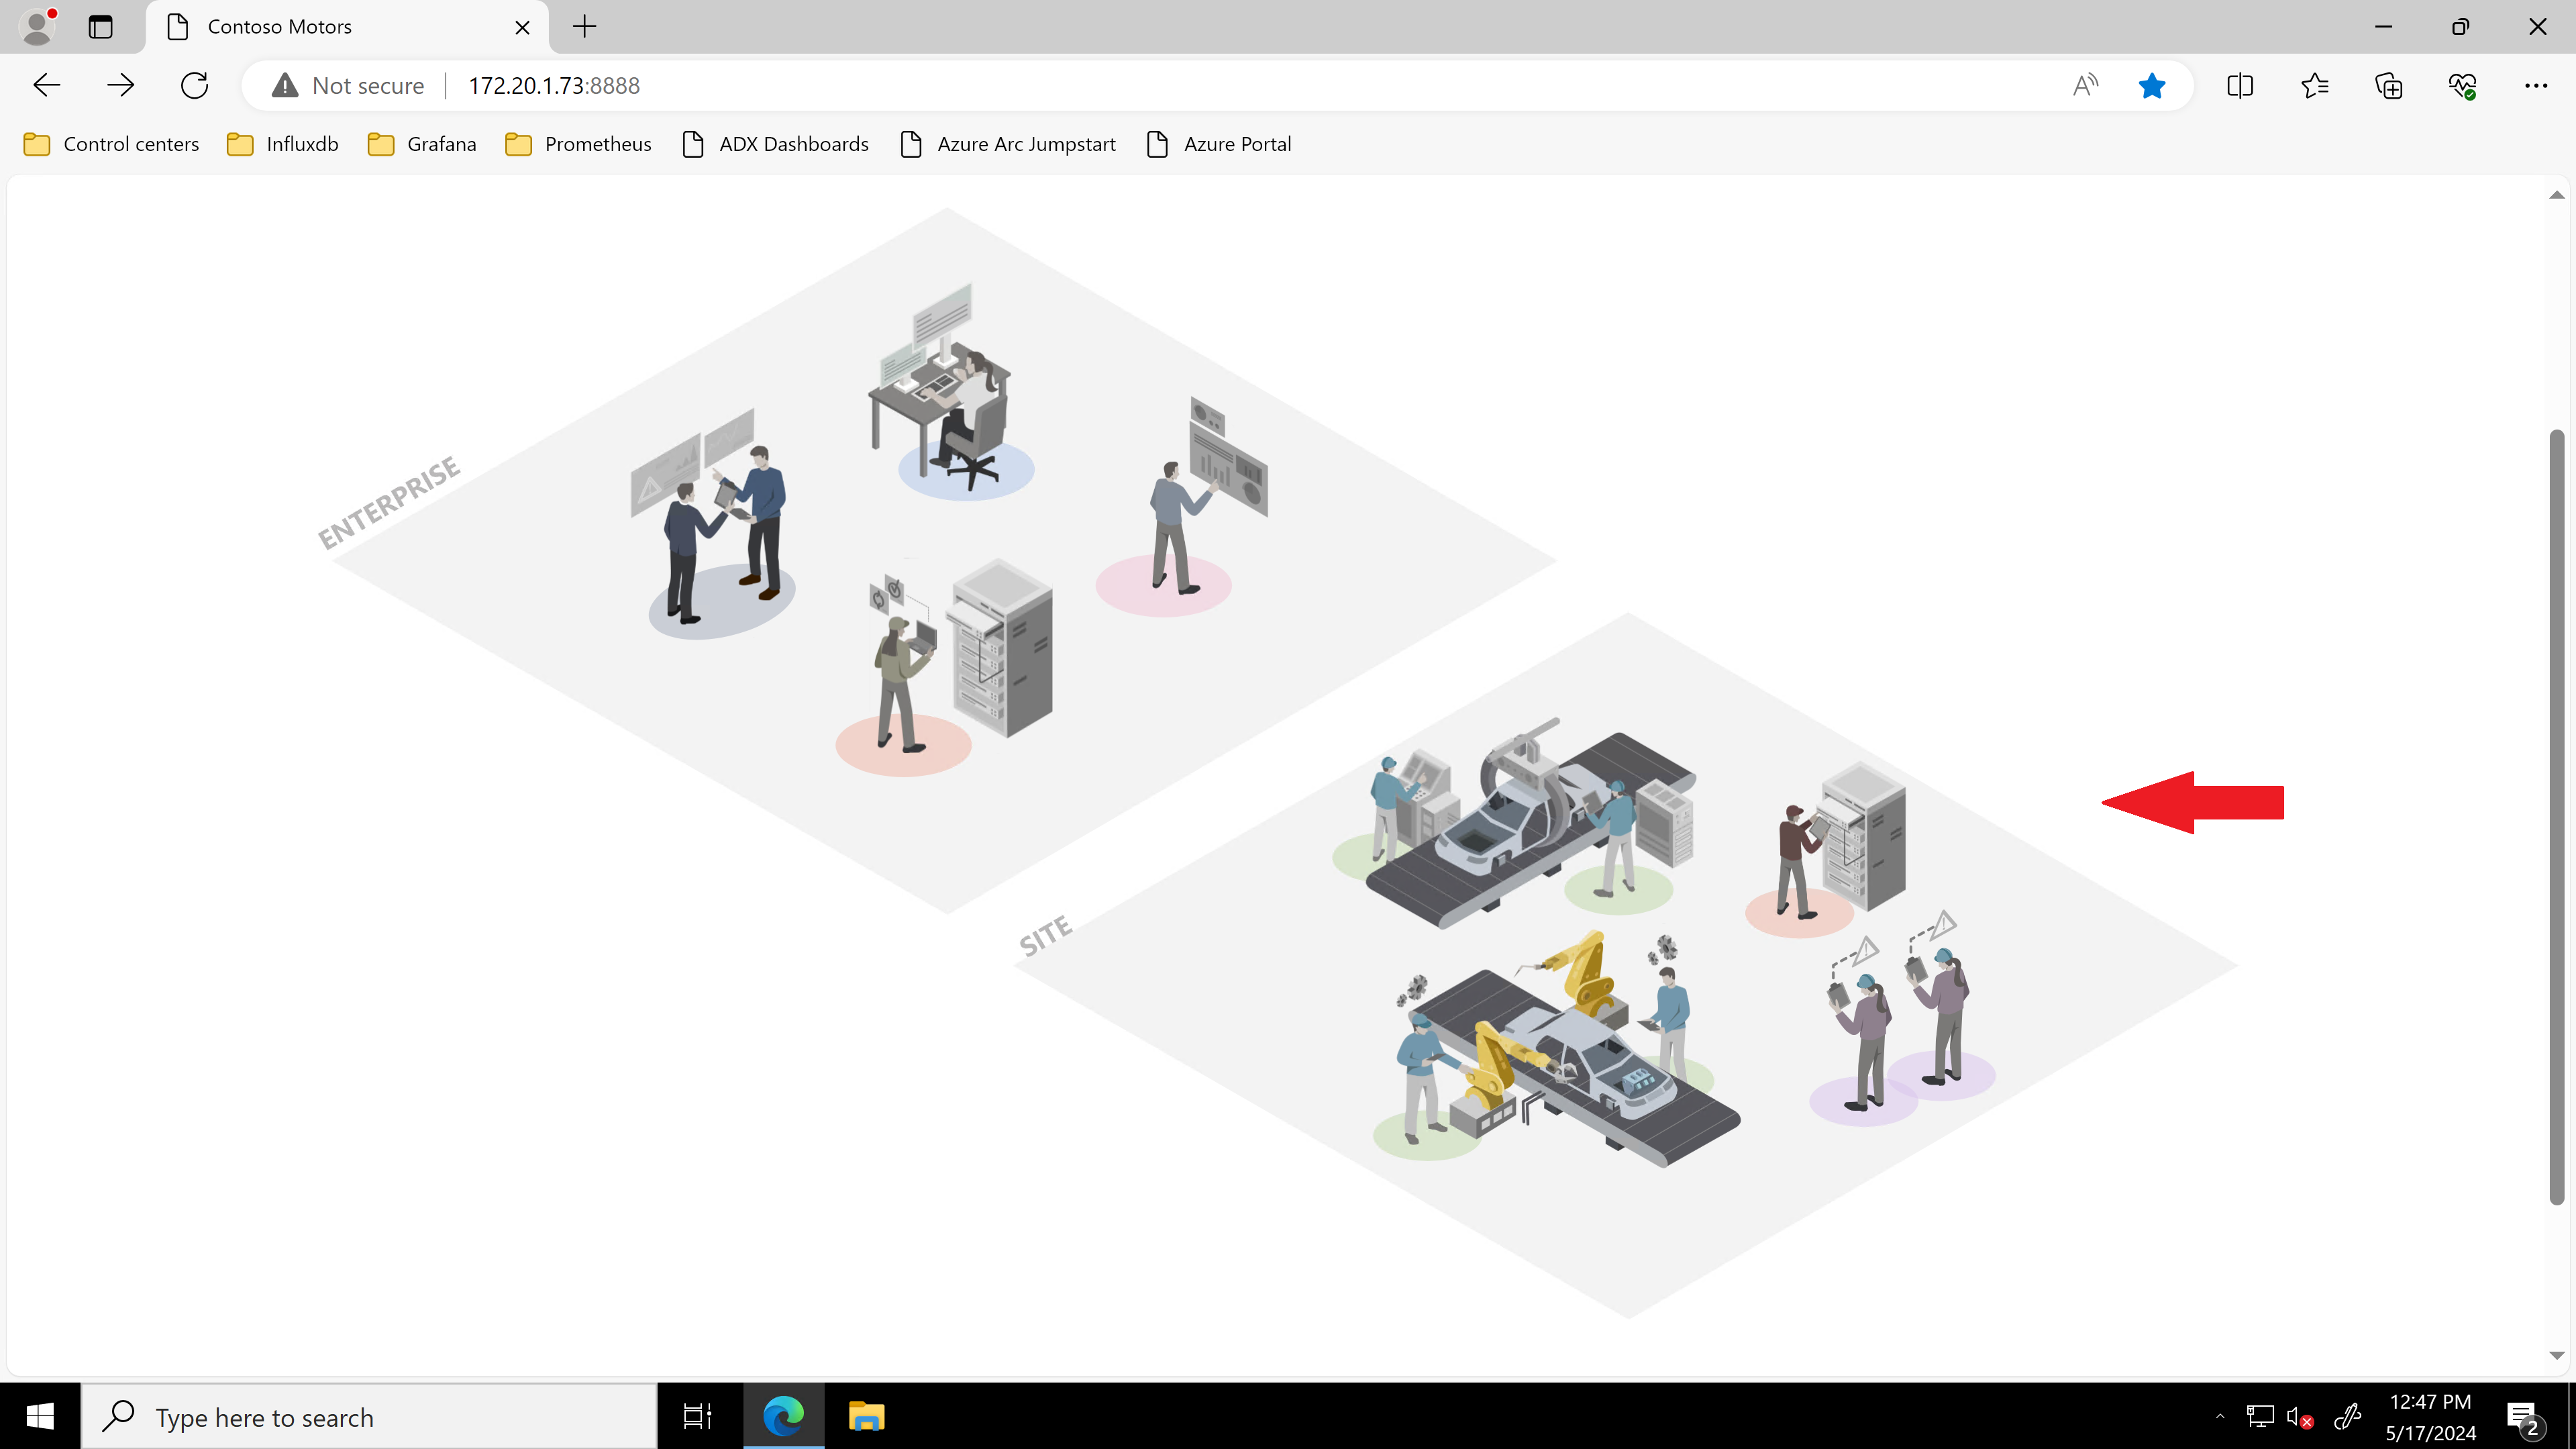 Contoso Motors
Not secure
172.20.1.73:8888
Control centers
Influxdb
Grafana
Prometheus
ADX Dashboards
Azure Arc Jumpstart
Azure Portal
ENTERPRISE
SITE
Type here to search
12:47 PM
5/17/2024
2